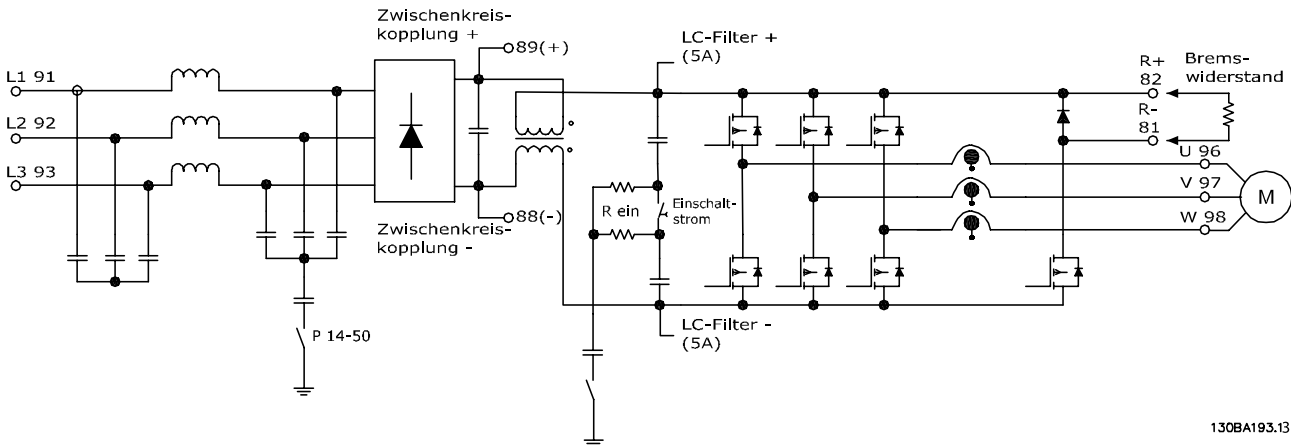 Zwischenkreis-
kopplung +
89(+)
LC-Filter +
(5A)
L1 91
L2 92
L3 93
R+
82
Brems-
widerstand
R-
81
U 96
V 97
W 98
M
R ein
Einschalt-
strom
88(-)
Zwischenkreis-
kopplung -
P 14-50
LC-Filter -
(5A)
130BA193.13